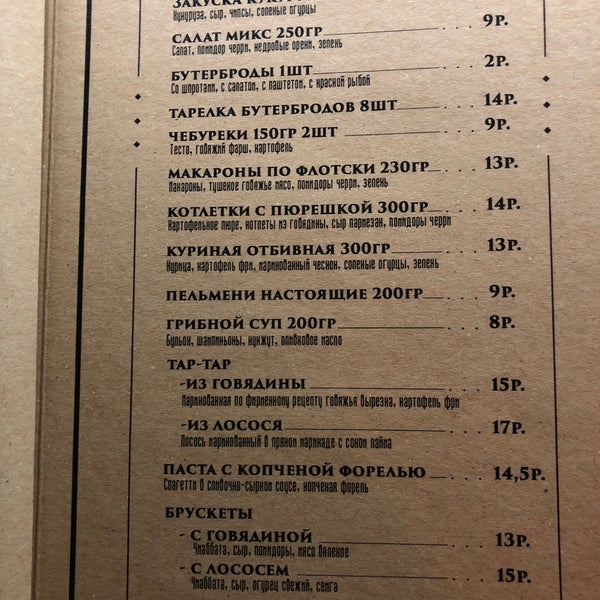 ЗАКУСКА
Кукуруза, сыр, чипсы, соленые огурцы
9Р.
САЛАТ МИКС 250ГР
Салат, помидор черри, кедровые орехи, зелень
БУТЕРБРОДЫ 1ШТ 2Р.
Со шпротами, с салатом, с паштетом, с красной рыбой
ТАРЕЛКА БУТЕРБРОДОВ 8ШТ 14Р.
ЧЕБУРЕКИ 150ГР 2ШТ 9Р.
Тесто, говяжий фарш, картофель
МАКАРОНЫ ПО ФЛОТСКИ 230ГР 13Р.
Макароны, тушеное говяжье мясо, помидоры черри, зелень
КОТЛЕТКИ С ПЮРЕШКОЙ 300ГР 14Р.
Картофельное пюре, котлеты из говядины, сыр пармезан, помидоры черри
КУРИНАЯ ОТБИВНАЯ 300ГР 13Р.
Курица, картофель фри, маринованный чеснок, соленые огурцы, зелень
ПЕЛЬМЕНИ НАСТОЯЩИЕ 200ГР 9Р.
ГРИБНОЙ СУП 200ГР 8Р.
Бульон, шампиньоны, кунжут, оливковое масло
ТАР-ТАР
-ИЗ ГОВЯДИНЫ 15Р.
Маринованная по фирменному рецепту говяжья вырезка, картофель фри
-ИЗ ЛОСОСЯ 17Р.
Лосось маринованный в пряном маринаде с соком лайма
ПАСТА С КОПЧЕНОЙ ФОРЕЛЬЮ 14,5Р.
Спагетти в сливочно-сырном соусе, копченая форель
БРУСКЕТЫ
- С ГОВЯДИНОЙ 13Р.
Чиаббата, сыр, помидоры, мясо вяленое
- С ЛОСОСЕМ 15Р.
Чиаббата, сыр, огурец свежий, семга